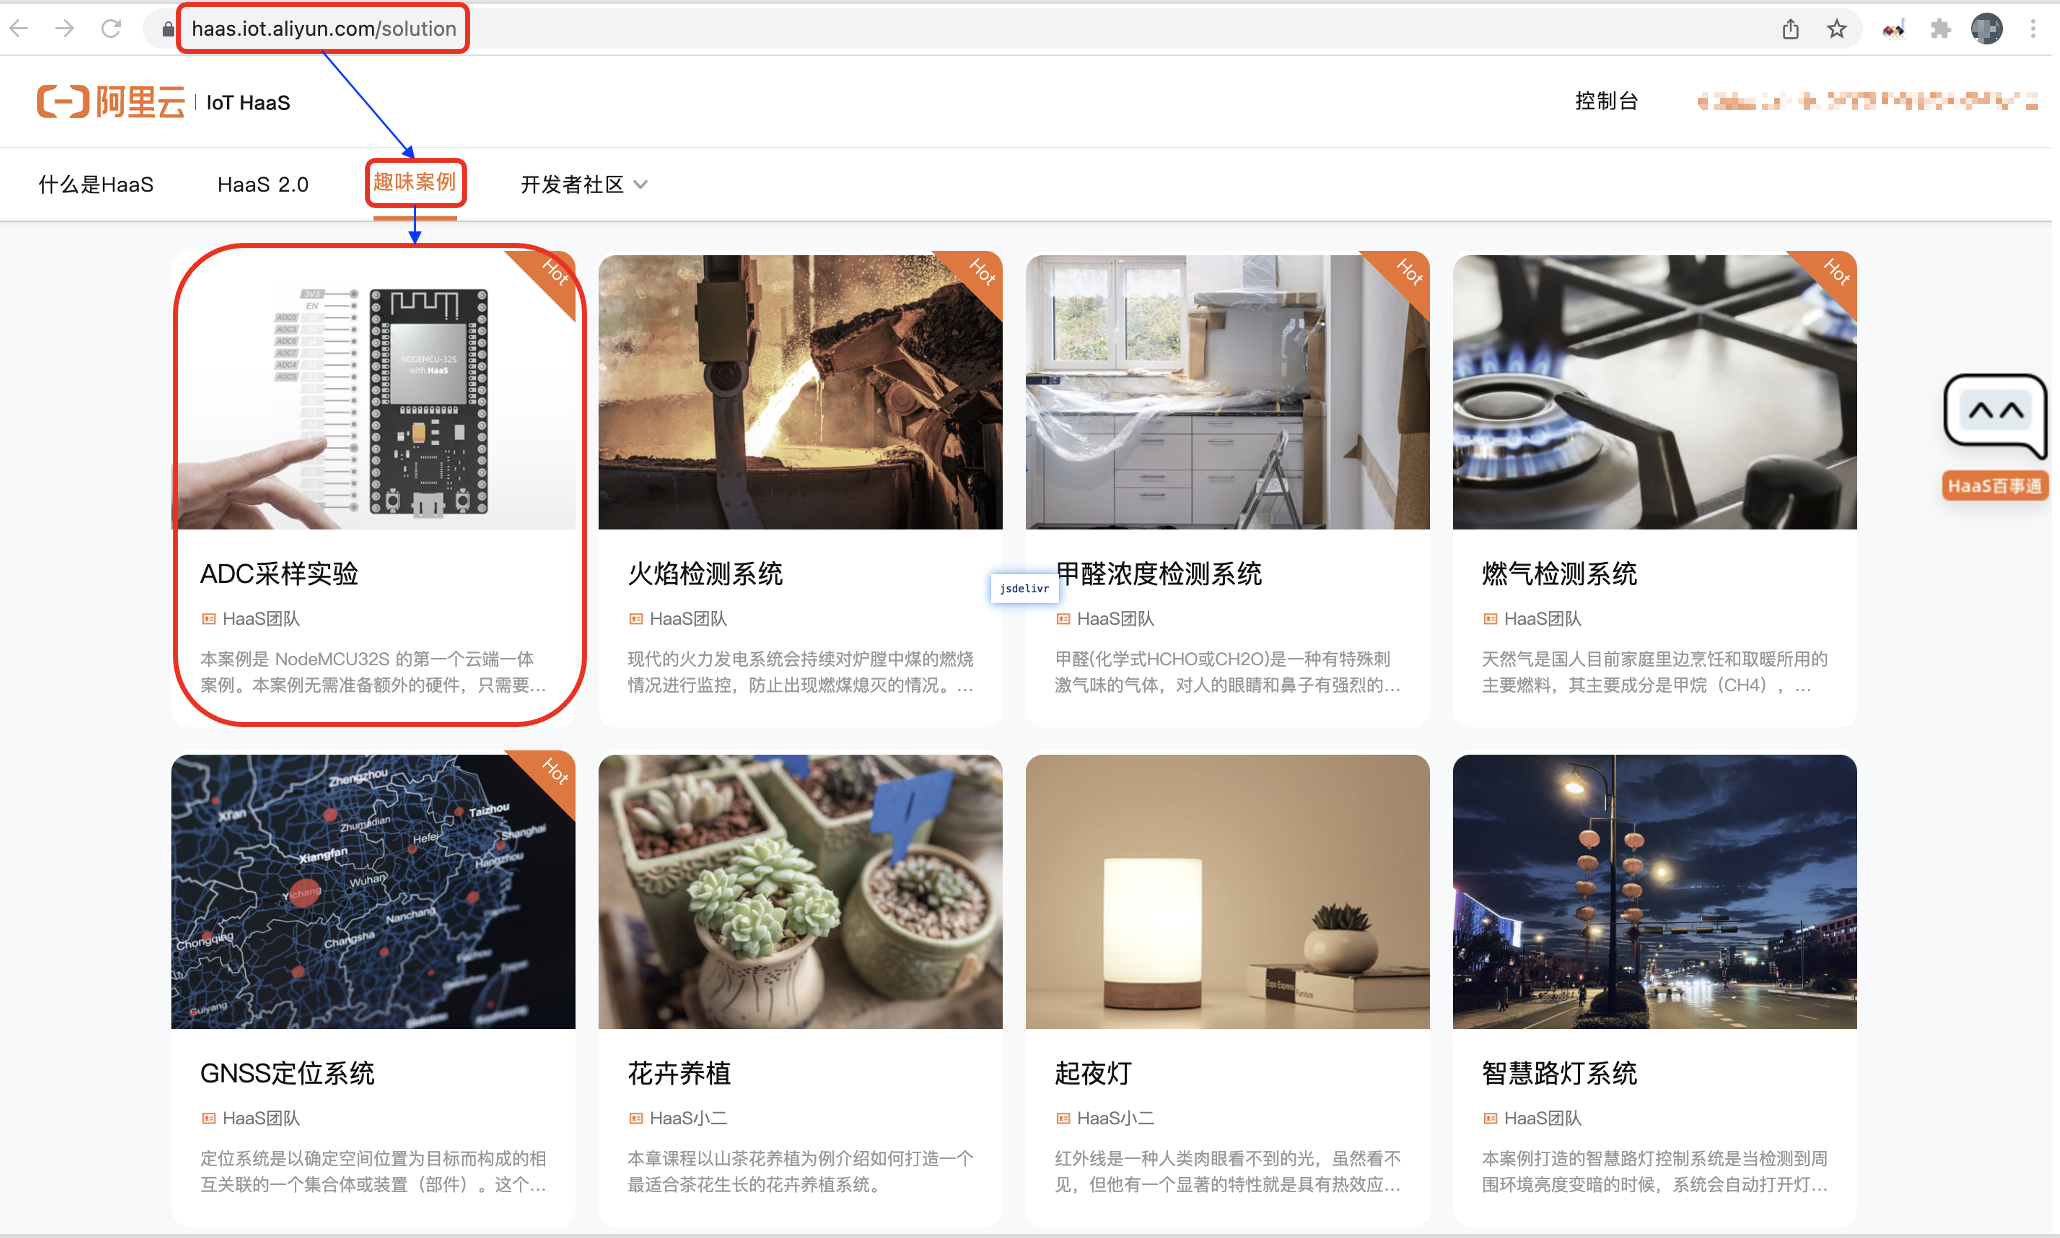 haas.iot.aliyun.com/solution
阿里云 | IoT HaaS
控制台
什么是HaaS
HaaS 2.0
趣味案例
开发者社区
Hot
Hot
Hot
Hot
3V3
EN
ADC0
ADC3
ADC6
ADC7
ADC4
ADC5
NODEMCU-32S
with HaaS
HaaS百事通
ADC采样实验
HaaS团队
本案例是 NodeMCU32S 的第一个云端一体
案例。本案例无需准备额外的硬件，只需要...
火焰检测系统
HaaS团队
现代的火力发电系统会持续对炉膛中煤的燃烧
情况进行监控，防止出现燃煤熄灭的情况。...
jsdelivr
甲醛浓度检测系统
HaaS团队
甲醛(化学式HCHO或CH2O)是一种有特殊刺
激气味的气体，对人的眼睛和鼻子有强烈的...
燃气检测系统
HaaS团队
天然气是国人目前家庭里边烹饪和取暖所用的
主要燃料，其主要成分是甲烷（CH4），...
Hot
Zhengzhou
Xi'an
Zhumadian
Taizhou
Hefei
Shanghai
Xiangfan
Hangzhou
Wuhan
Yichang
Nanchang
Changsha
Chongqing
Guiyang
GNSS定位系统
HaaS团队
定位系统是以确定空间位置为目标而构成的相
互关联的一个集合体或装置（部件）。这个...
花卉养植
HaaS小二
本章课程以山茶花养植为例介绍如何打造一个
最适合茶花生长的花卉养植系统。
Expo Express
Furniture
起夜灯
HaaS小二
红外线是一种人类肉眼看不到的光，虽然看不
见，但他有一个显著的特性就是具有热效应...
智慧路灯系统
HaaS团队
本案例打造的智慧路灯控制系统是当检测到周
围环境亮度变暗的时候，系统会自动打开灯...